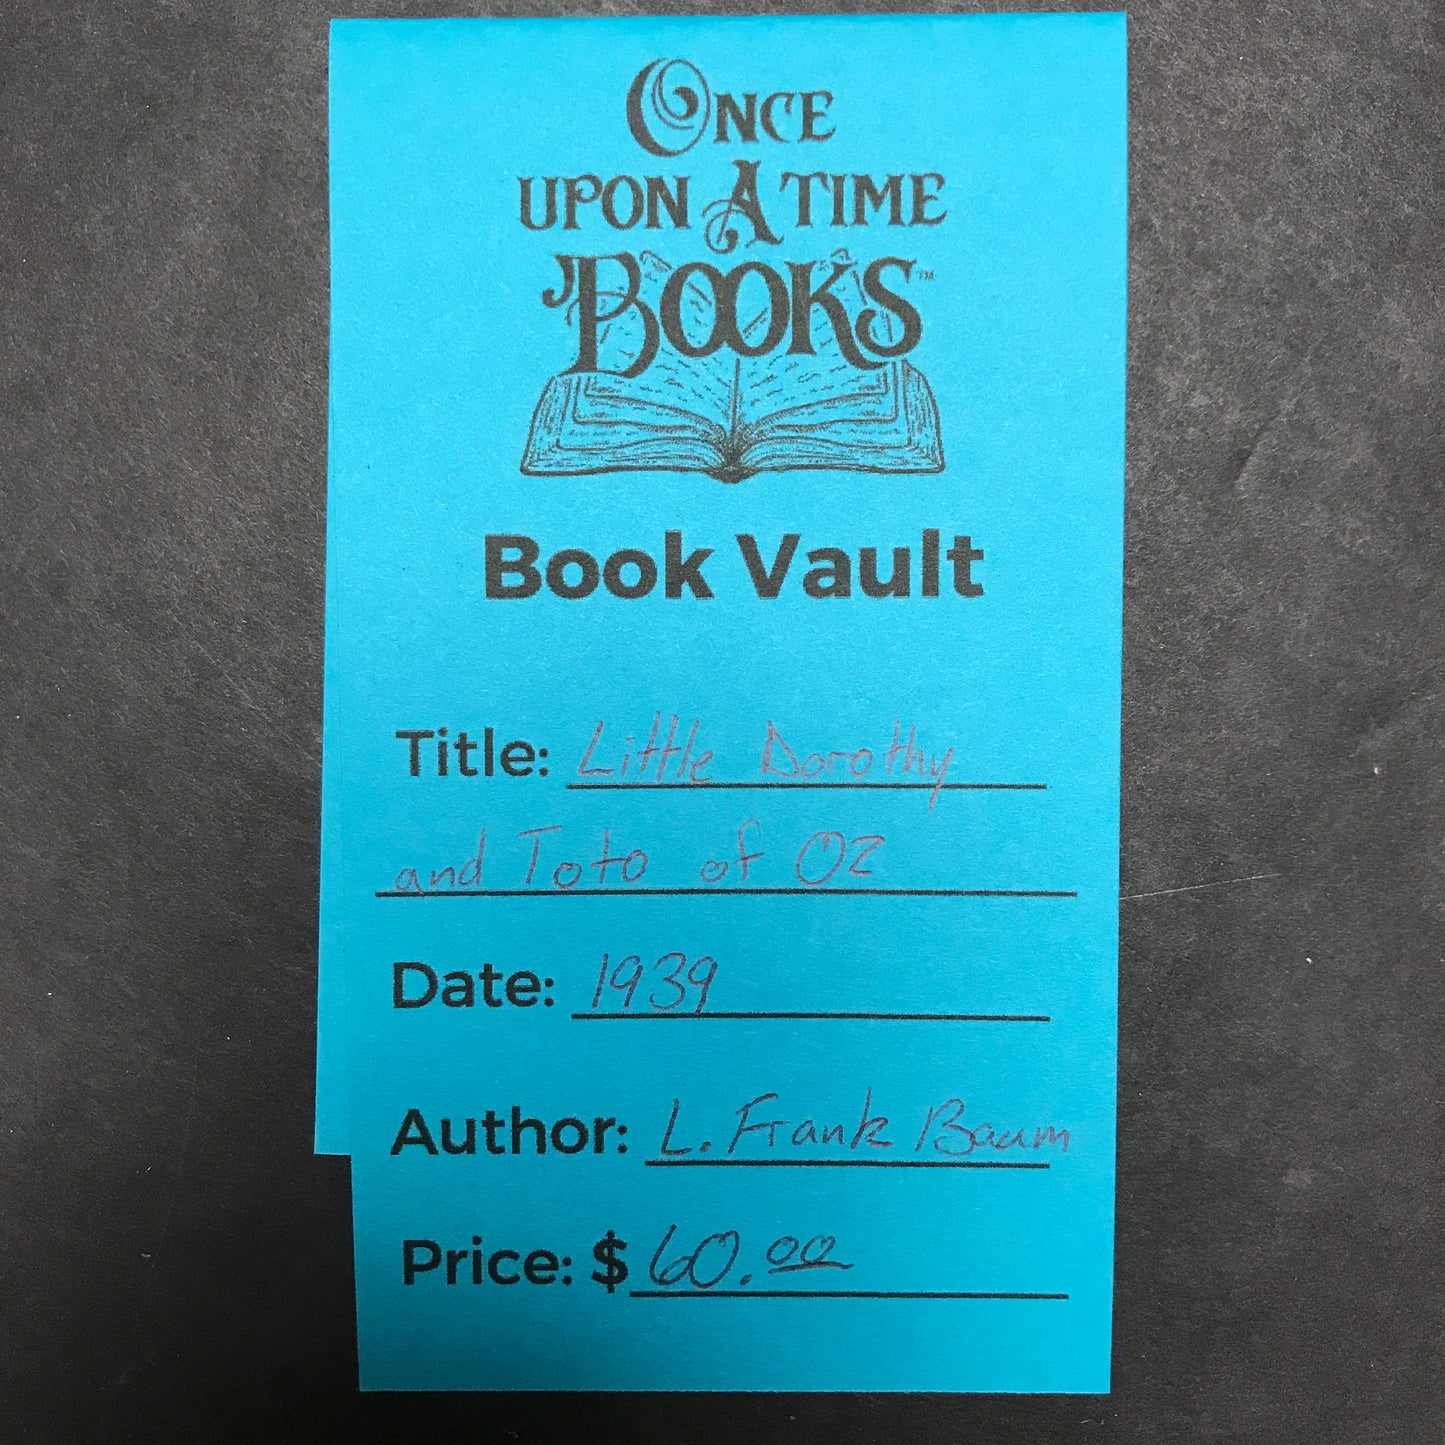 ONCE
UPON A TIME
BOOKS™
Book Vault
Title: Little Dorothy
and Toto of OZ
Date: 1939
Author: L. Frank Baum
Price: $60.00